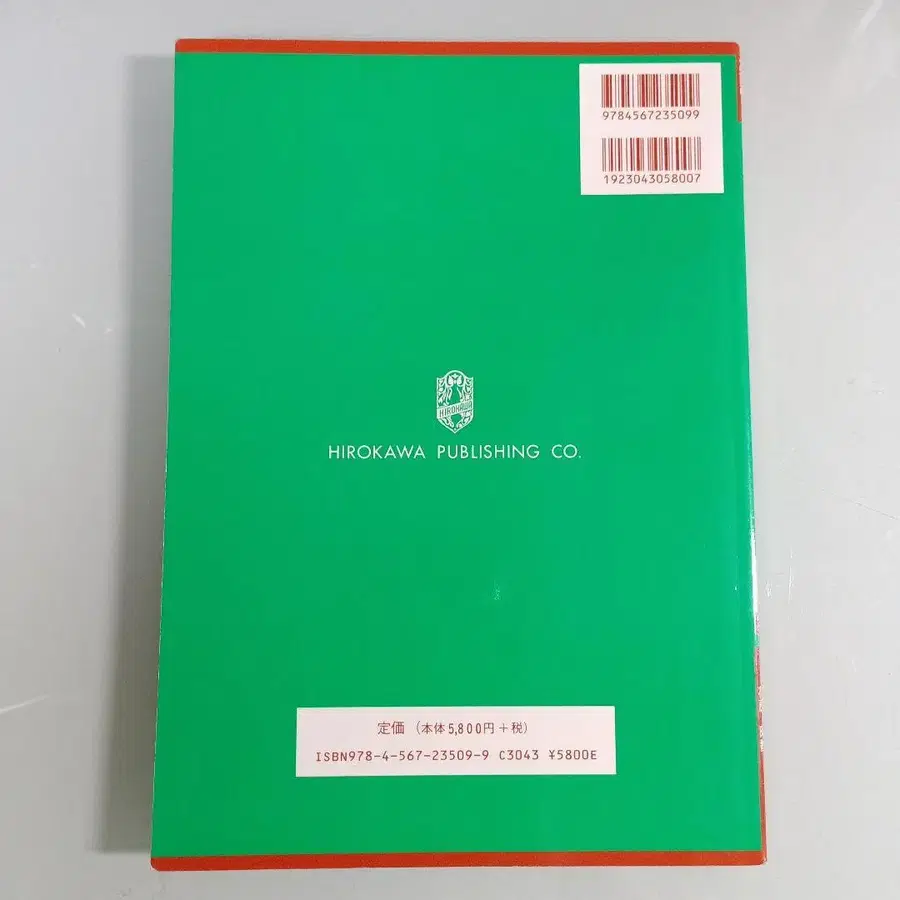 9784567235099
1923043058007
HIROKAWA
HIROKAWA PUBLISHING CO.
定価（本体5,800円＋税）
ISBN978-4-567-23509-9 C3043 ¥5800E